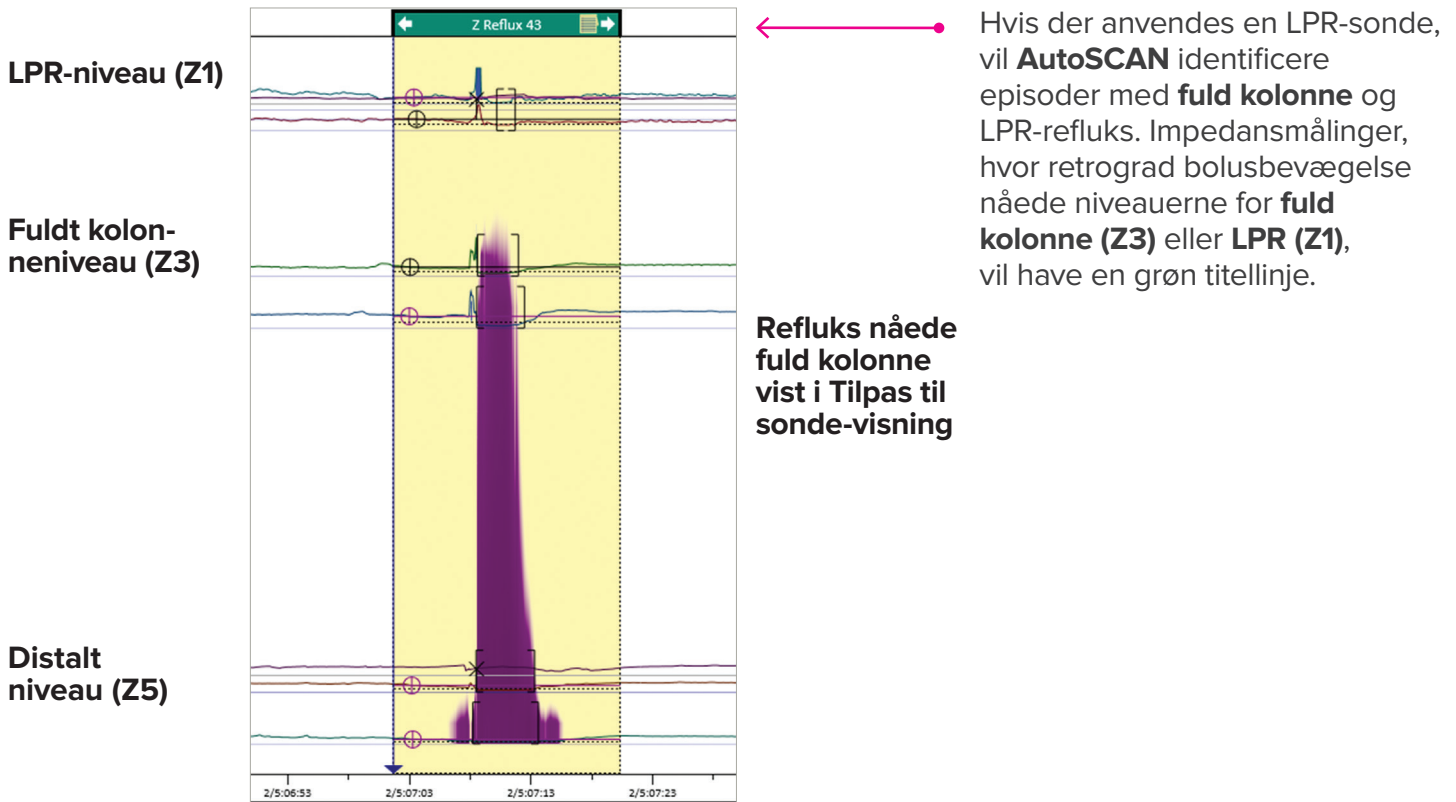 Z Reflux 43
LPR-niveau (Z1)
Fuldt kolon-
neniveau (Z3)
Distalt
niveau (Z5)
2/5:06:53
2/5:07:03
2/5:07:13
2/5:07:23
Hvis der anvendes en LPR-sonde,
vil AutoSCAN identificere
episoder med fuld kolonne og
LPR-refluks. Impedansmålinger,
hvor retrograd bolusbevægelse
nåede niveauerne for fuld
kolonne (Z3) eller LPR (Z1),
vil have en grøn titellinje.
Refluks nåede
fuld kolonne
vist i Tilpas til
sonde-visning